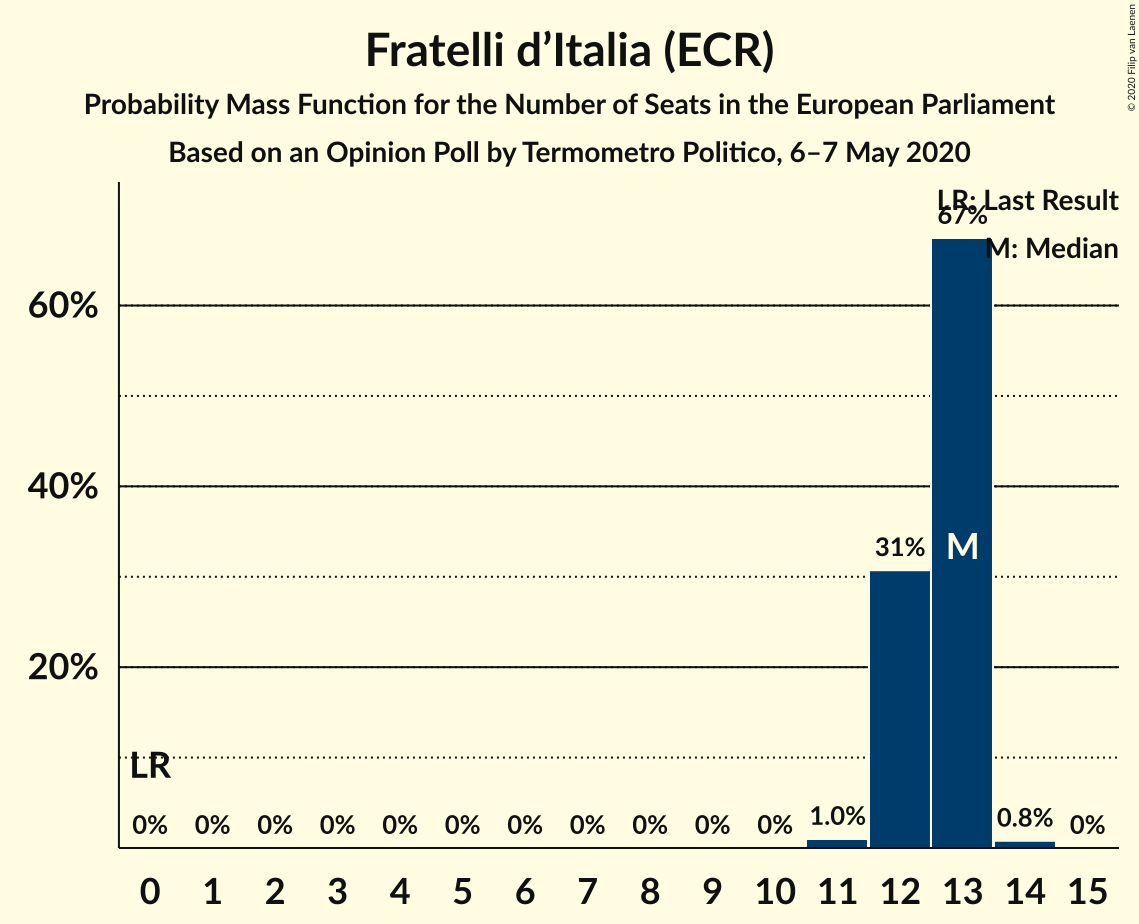 Fratelli d’Italia (ECR)
Probability Mass Function for the Number of Seats in the European Parliament
Based on an Opinion Poll by Termometro Politico, 6–7 May 2020
© 2020 Filip van Laenen
LR: Last Result
M: Median
67%
60%
40%
31%
M
20%
LR
0% 0% 0% 0% 0% 0% 0% 0% 0% 0% 0% 1.0% 0.8% 0%
0 1 2 3 4 5 6 7 8 9 10 11 12 13 14 15